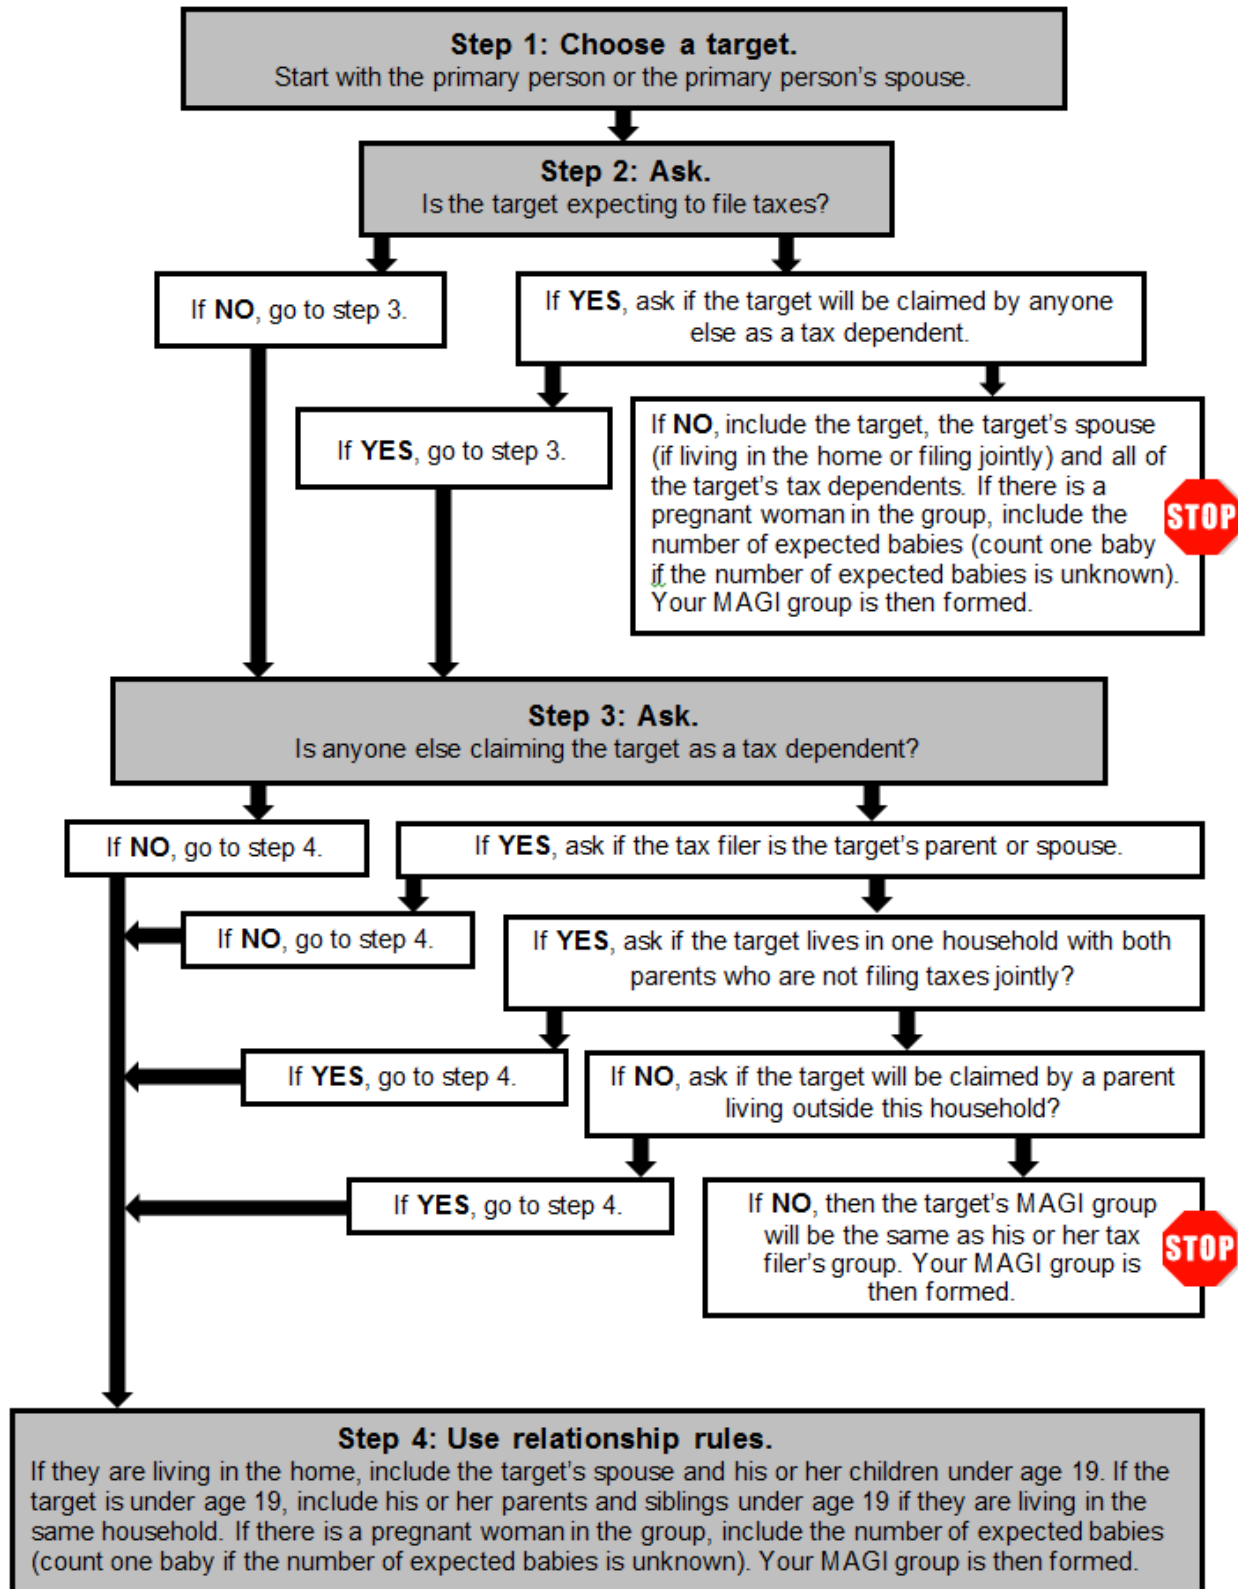 Step 1: Choose a target.
Start with the primary person or the primary person's spouse.
Step 2: Ask.
Is the target expecting to file taxes?
If NO, go to step 3.
If YES, ask if the target will be claimed by anyone
else as a tax dependent.
If YES, go to step 3.
If NO, include the target, the target's spouse
(if living in the home or filing jointly) and all of
the target's tax dependents. If there is a
pregnant woman in the group, include the
number of expected babies (count one baby
if the number of expected babies is unknown).
Your MAGI group is then formed.
STOP
Step 3: Ask.
Is anyone else claiming the target as a tax dependent?
If NO, go to step 4.
If YES, ask if the tax filer is the target's parent or spouse.
If NO, go to step 4.
If YES, ask if the target lives in one household with both
parents who are not filing taxes jointly?
If YES, go to step 4.
If NO, ask if the target will be claimed by a parent
living outside this household?
If YES, go to step 4.
If NO, then the target's MAGI group
will be the same as his or her tax
filer's group. Your MAGI group is
then formed.
STOP
Step 4: Use relationship rules.
If they are living in the home, include the target's spouse and his or her children under age 19. If the
target is under age 19, include his or her parents and siblings under age 19 if they are living in the
same household. If there is a pregnant woman in the group, include the number of expected babies
(count one baby if the number of expected babies is unknown). Your MAGI group is then formed.